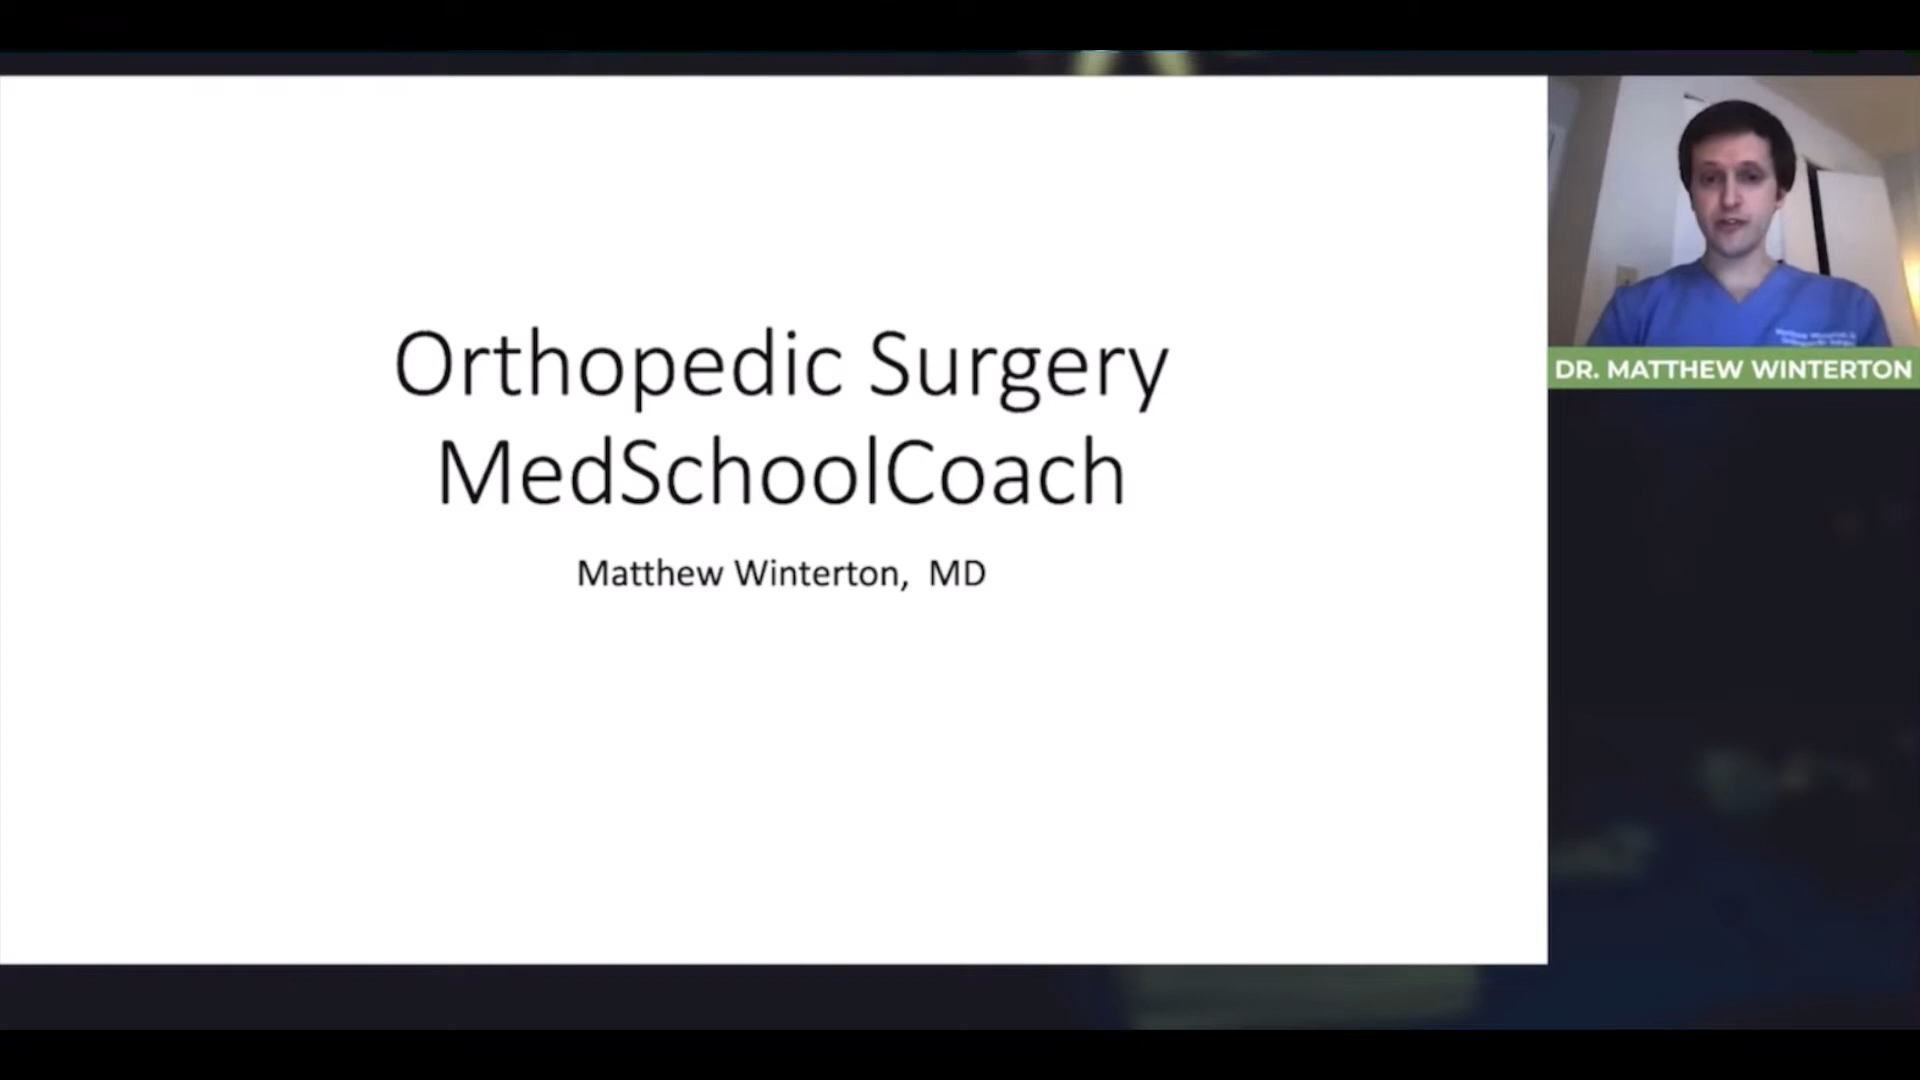 Orthopedic Surgery
MedSchoolCoach
Matthew Winterton, MD
DR. MATTHEW WINTERTON